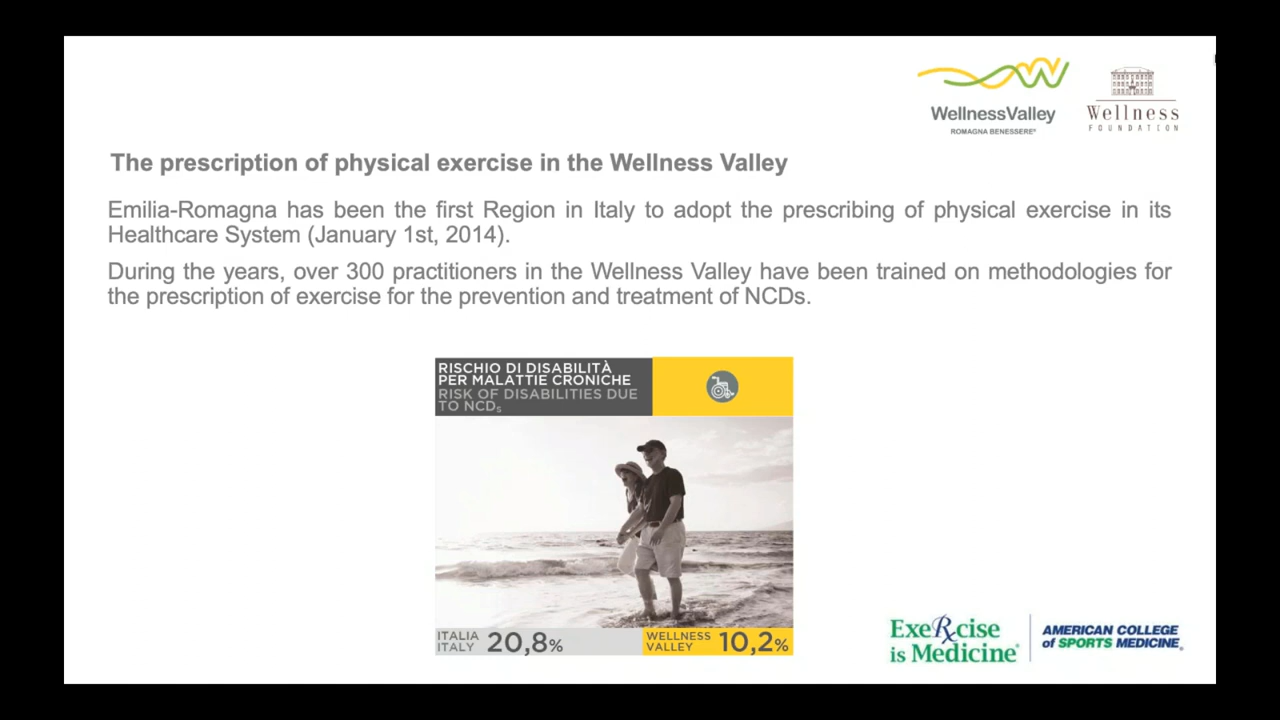 WellnessValley
ROMAGNA BENESSERE®
Wellness
FOUNDATION
The prescription of physical exercise in the Wellness Valley
Emilia-Romagna has been the first Region in Italy to adopt the prescribing of physical exercise in its
Healthcare System (January 1st, 2014).
During the years, over 300 practitioners in the Wellness Valley have been trained on methodologies for
the prescription of exercise for the prevention and treatment of NCDs.
RISCHIO DI DISABILITÀ
PER MALATTIE CRONICHE
RISK OF DISABILITIES DUE
TO NCDs
ITALIA
ITALY 20,8%
WELLNESS
VALLEY 10,2%
ExeRxcise
is Medicine®
AMERICAN COLLEGE
of SPORTS MEDICINE®